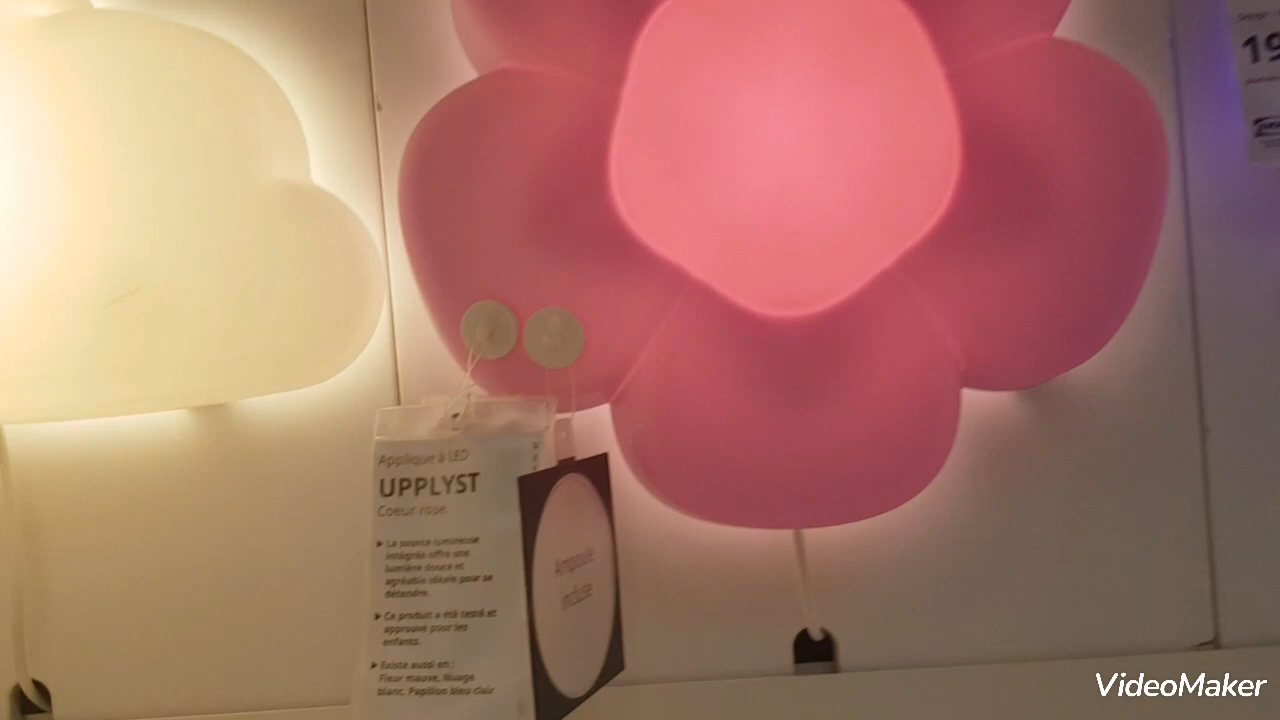 19
Applique à LED
UPPLYST
Coeur rose
▸ La source lumineuse
intégrée offre une
lumière douce et
agréable idéale pour se
détendre.
▸ Ce produit a été testé et
approuvé pour les
enfants.
▸ Existe aussi en :
Fleur mauve, Nuage
blanc, Papillon bleu clair
Ampoule
incluse
VideoMaker